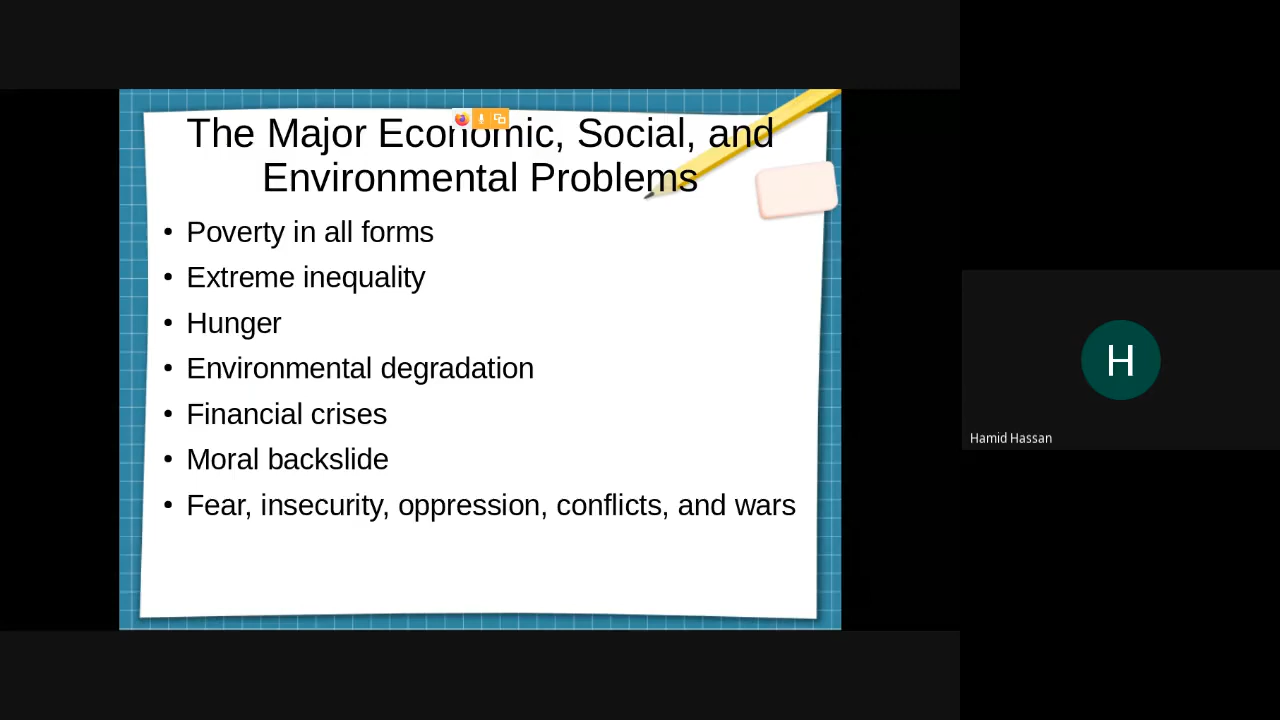 The Major Economic, Social, and
Environmental Problems
• Poverty in all forms
• Extreme inequality
• Hunger
• Environmental degradation
• Financial crises
• Moral backslide
• Fear, insecurity, oppression, conflicts, and wars
H
Hamid Hassan